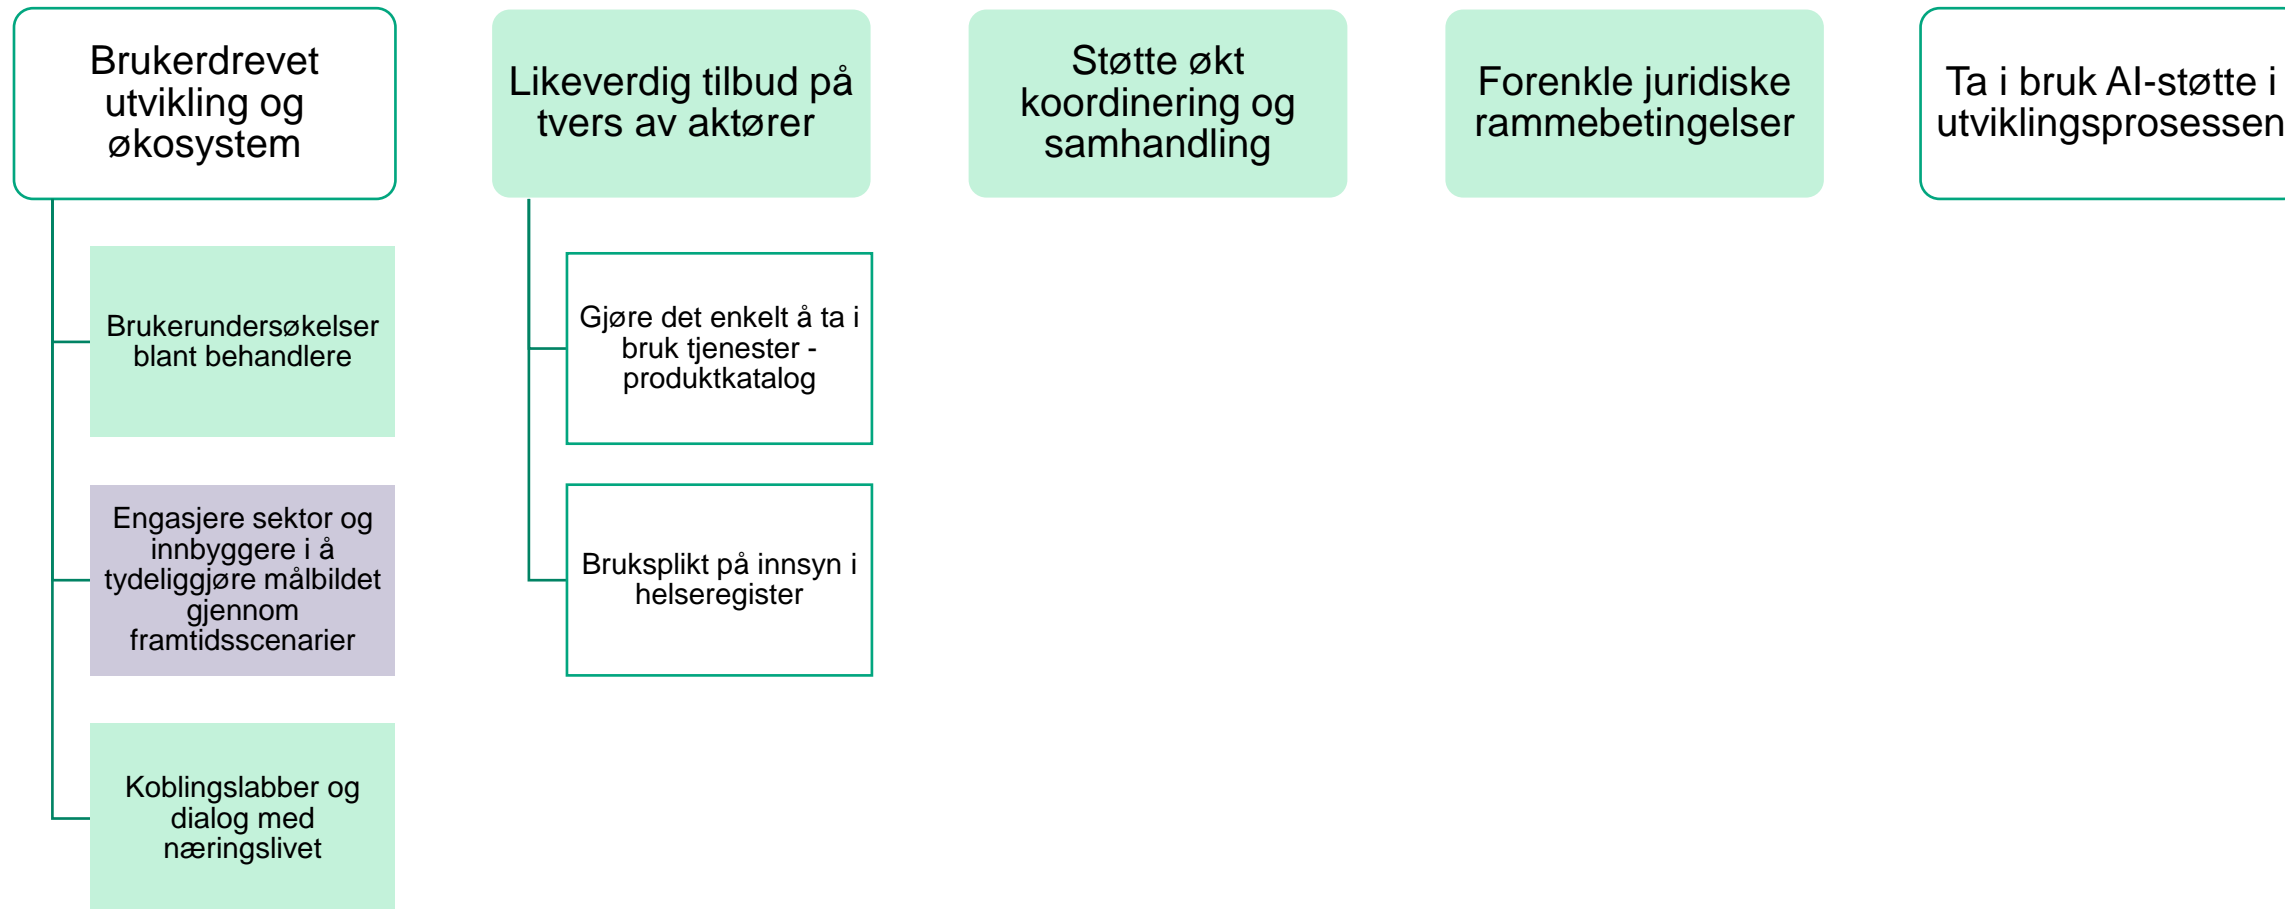 Brukerdrevet
utvikling og
økosystem
Brukerundersøkelser
blant behandlere
Engasjere sektor og
innbyggere i å
tydeliggjøre målbildet
gjennom
framtidsscenarier
Koblingslabber og
dialog med
næringslivet
Likeverdig tilbud på
tvers av aktører
Gjøre det enkelt å ta i
bruk tjenester -
produktkatalog
Bruksplikt på innsyn i
helseregister
Støtte økt
koordinering og
samhandling
Forenkle juridiske
rammebetingelser
Ta i bruk AI-støtte i
utviklingsprosessen